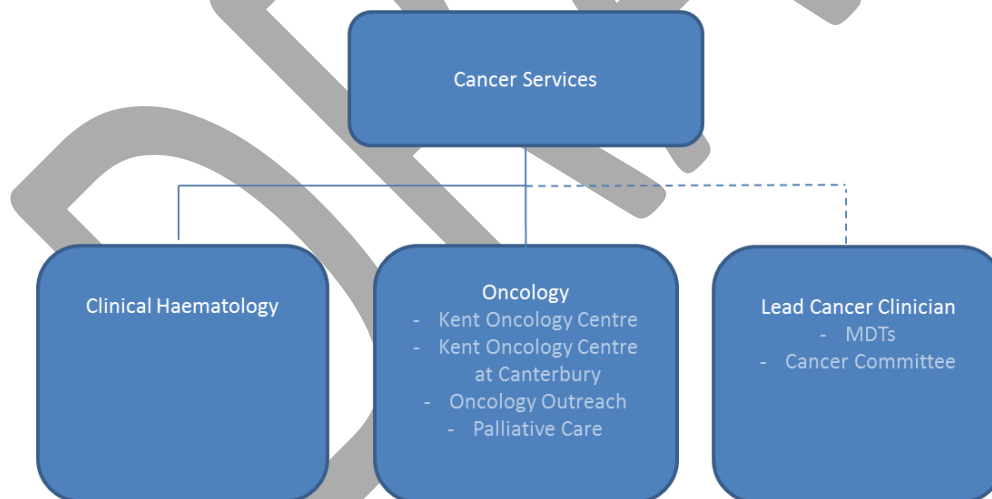 Cancer Services
Clinical Haematology
Oncology
- Kent Oncology Centre
- Kent Oncology Centre
at Canterbury
- Oncology Outreach
- Palliative Care
Lead Cancer Clinician
- MDTs
- Cancer Committee